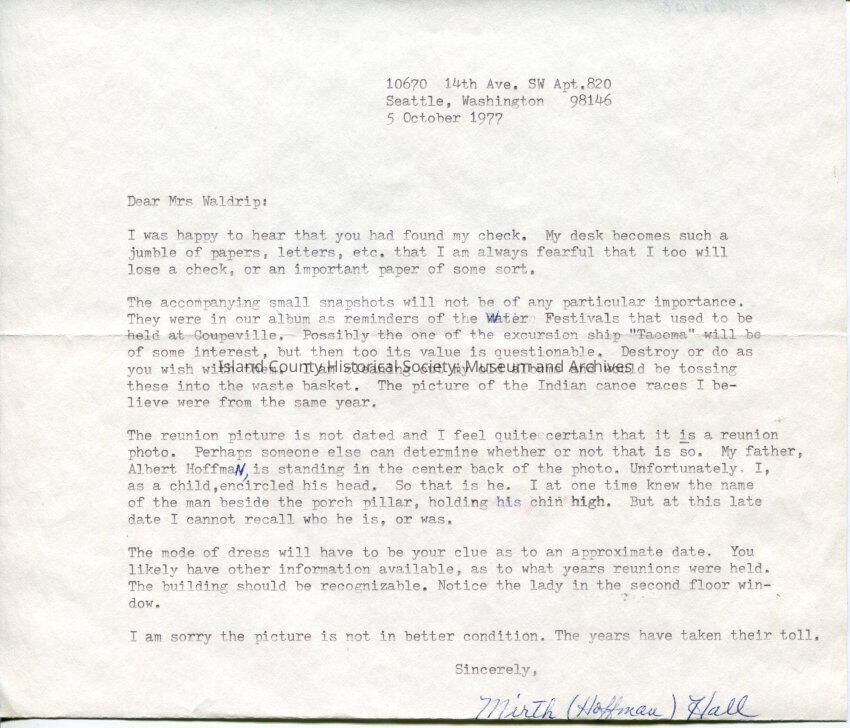 10670 14th Ave. SW Apt.820
Seattle, Washington 98146
5 October 1977
Dear Mrs Waldrip:
I was happy to hear that you had found my check. My desk becomes such a
jumble of papers, letters, etc. that I am always fearful that I too will
lose a check, or an important paper of some sort.
The accompanying small snapshots will not be of any particular importance.
They were in our album as reminders of the Water Festivals that used to be
held at Coupeville. Possibly the one of the excursion ship "Tacoma" will be
of some interest, but then too its value is questionable. Destroy or do as
you wish with them. I am cleaning out my old albums and would be tossing
Island County Historical Society: Museum and Archives
these into the waste basket. The picture of the Indian canoe races I be-
lieve were from the same year.
The reunion picture is not dated and I feel quite certain that it is a reunion
photo. Perhaps someone else can determine whether or not that is so. My father,
Albert HoffmaN, is standing in the center back of the photo. Unfortunately. I,
as a child,encircled his head. So that is he. I at one time knew the name
of the man beside the porch pillar, holding his chin high. But at this late
date I cannot recall who he is, or was.
The mode of dress will have to be your clue as to an approximate date. You
likely have other information available, as to what years reunions were held.
The building should be recognizable. Notice the lady in the second floor win-
dow.
I am sorry the picture is not in better condition. The years have taken their toll.
Sincerely,
Mirth (Hoffman) Hall